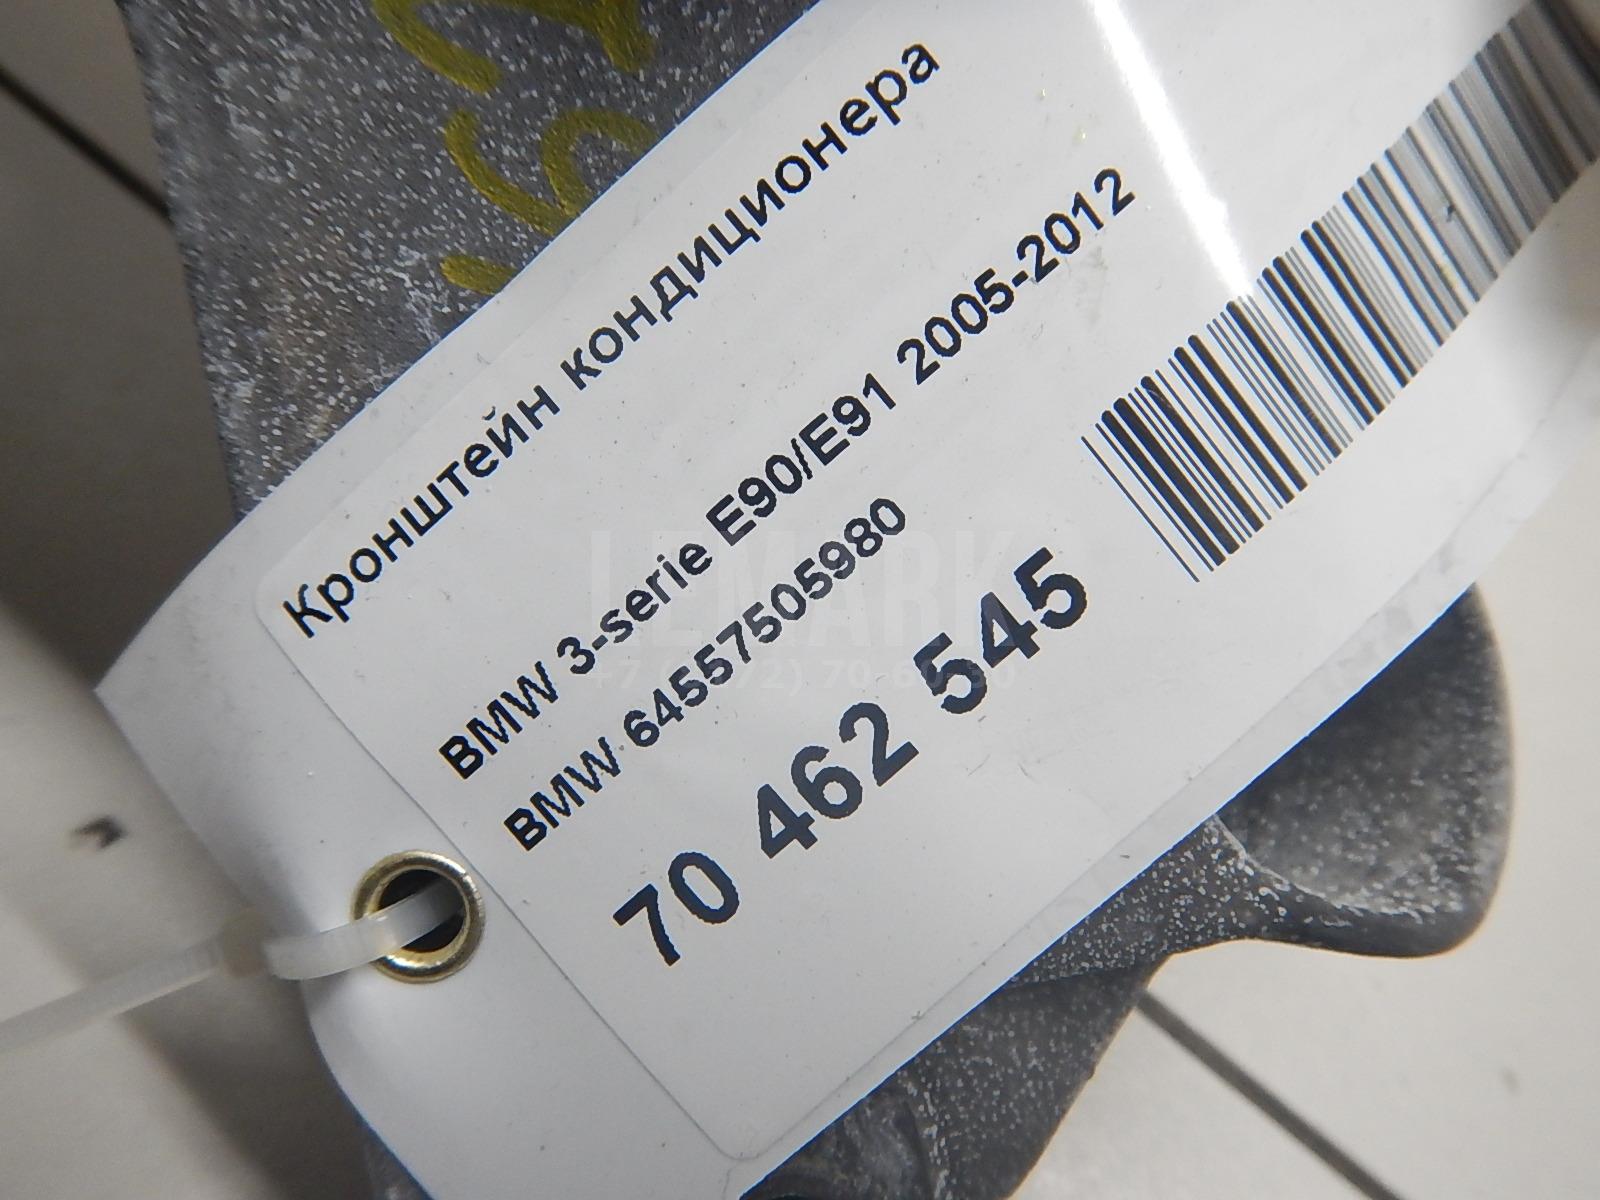 Кронштейн кондиционера
BMW 3-serie E90/E91 2005-2012
BMW 64557505980
70 462 545